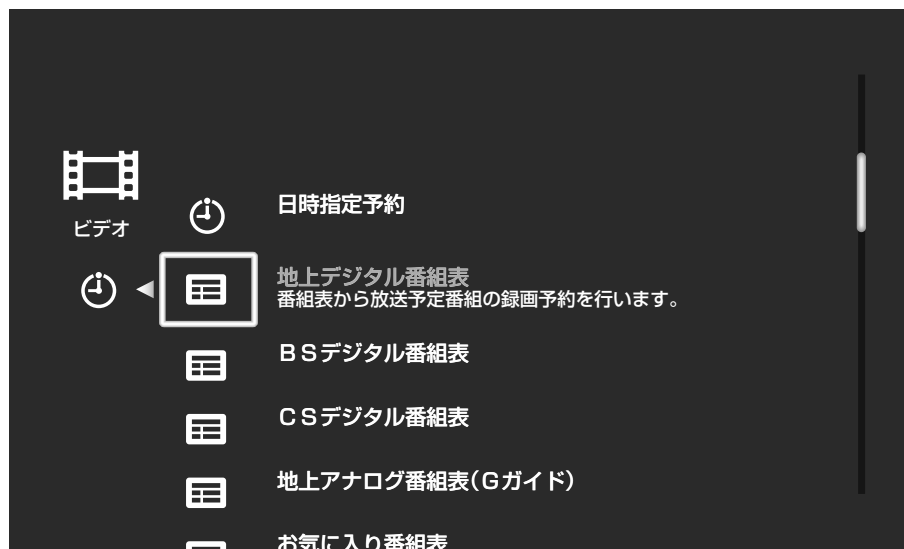 ビデオ
日時指定予約
地上デジタル番組表
番組表から放送予定番組の録画予約を行います。
ＢＳデジタル番組表
ＣＳデジタル番組表
地上アナログ番組表（Ｇガイド）
お気に入り番組表